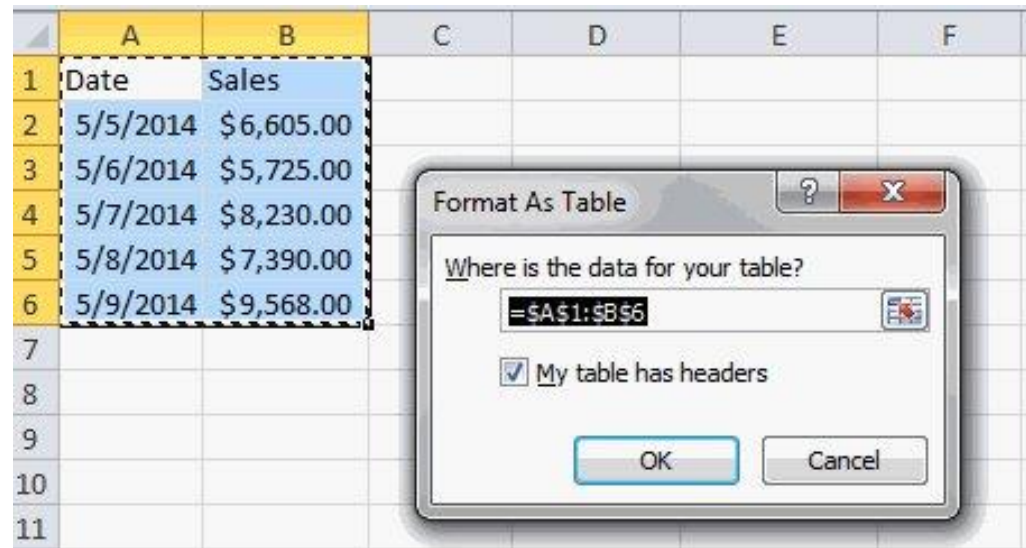 A B C D E F
1 Date Sales
2 5/5/2014 $6,605.00
3 5/6/2014 $5,725.00
4 5/7/2014 $8,230.00
5 5/8/2014 $7,390.00
6 5/9/2014 $9,568.00
7
8
9
10
11
Format As Table ?
Where is the data for your table?
=$A$1:$B$6
My table has headers
OK Cancel